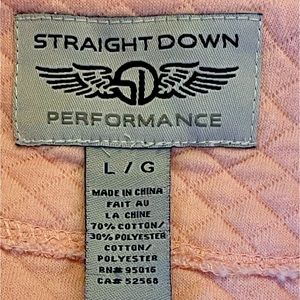 STRAIGHT DOWN
SD
PERFORMANCE
L / G
MADE IN CHINA
FAIT AU
LA CHINE
70% COTTON/
30% POLYESTER
COTTON/
POLYESTER
RN# 95016
CA# 52568